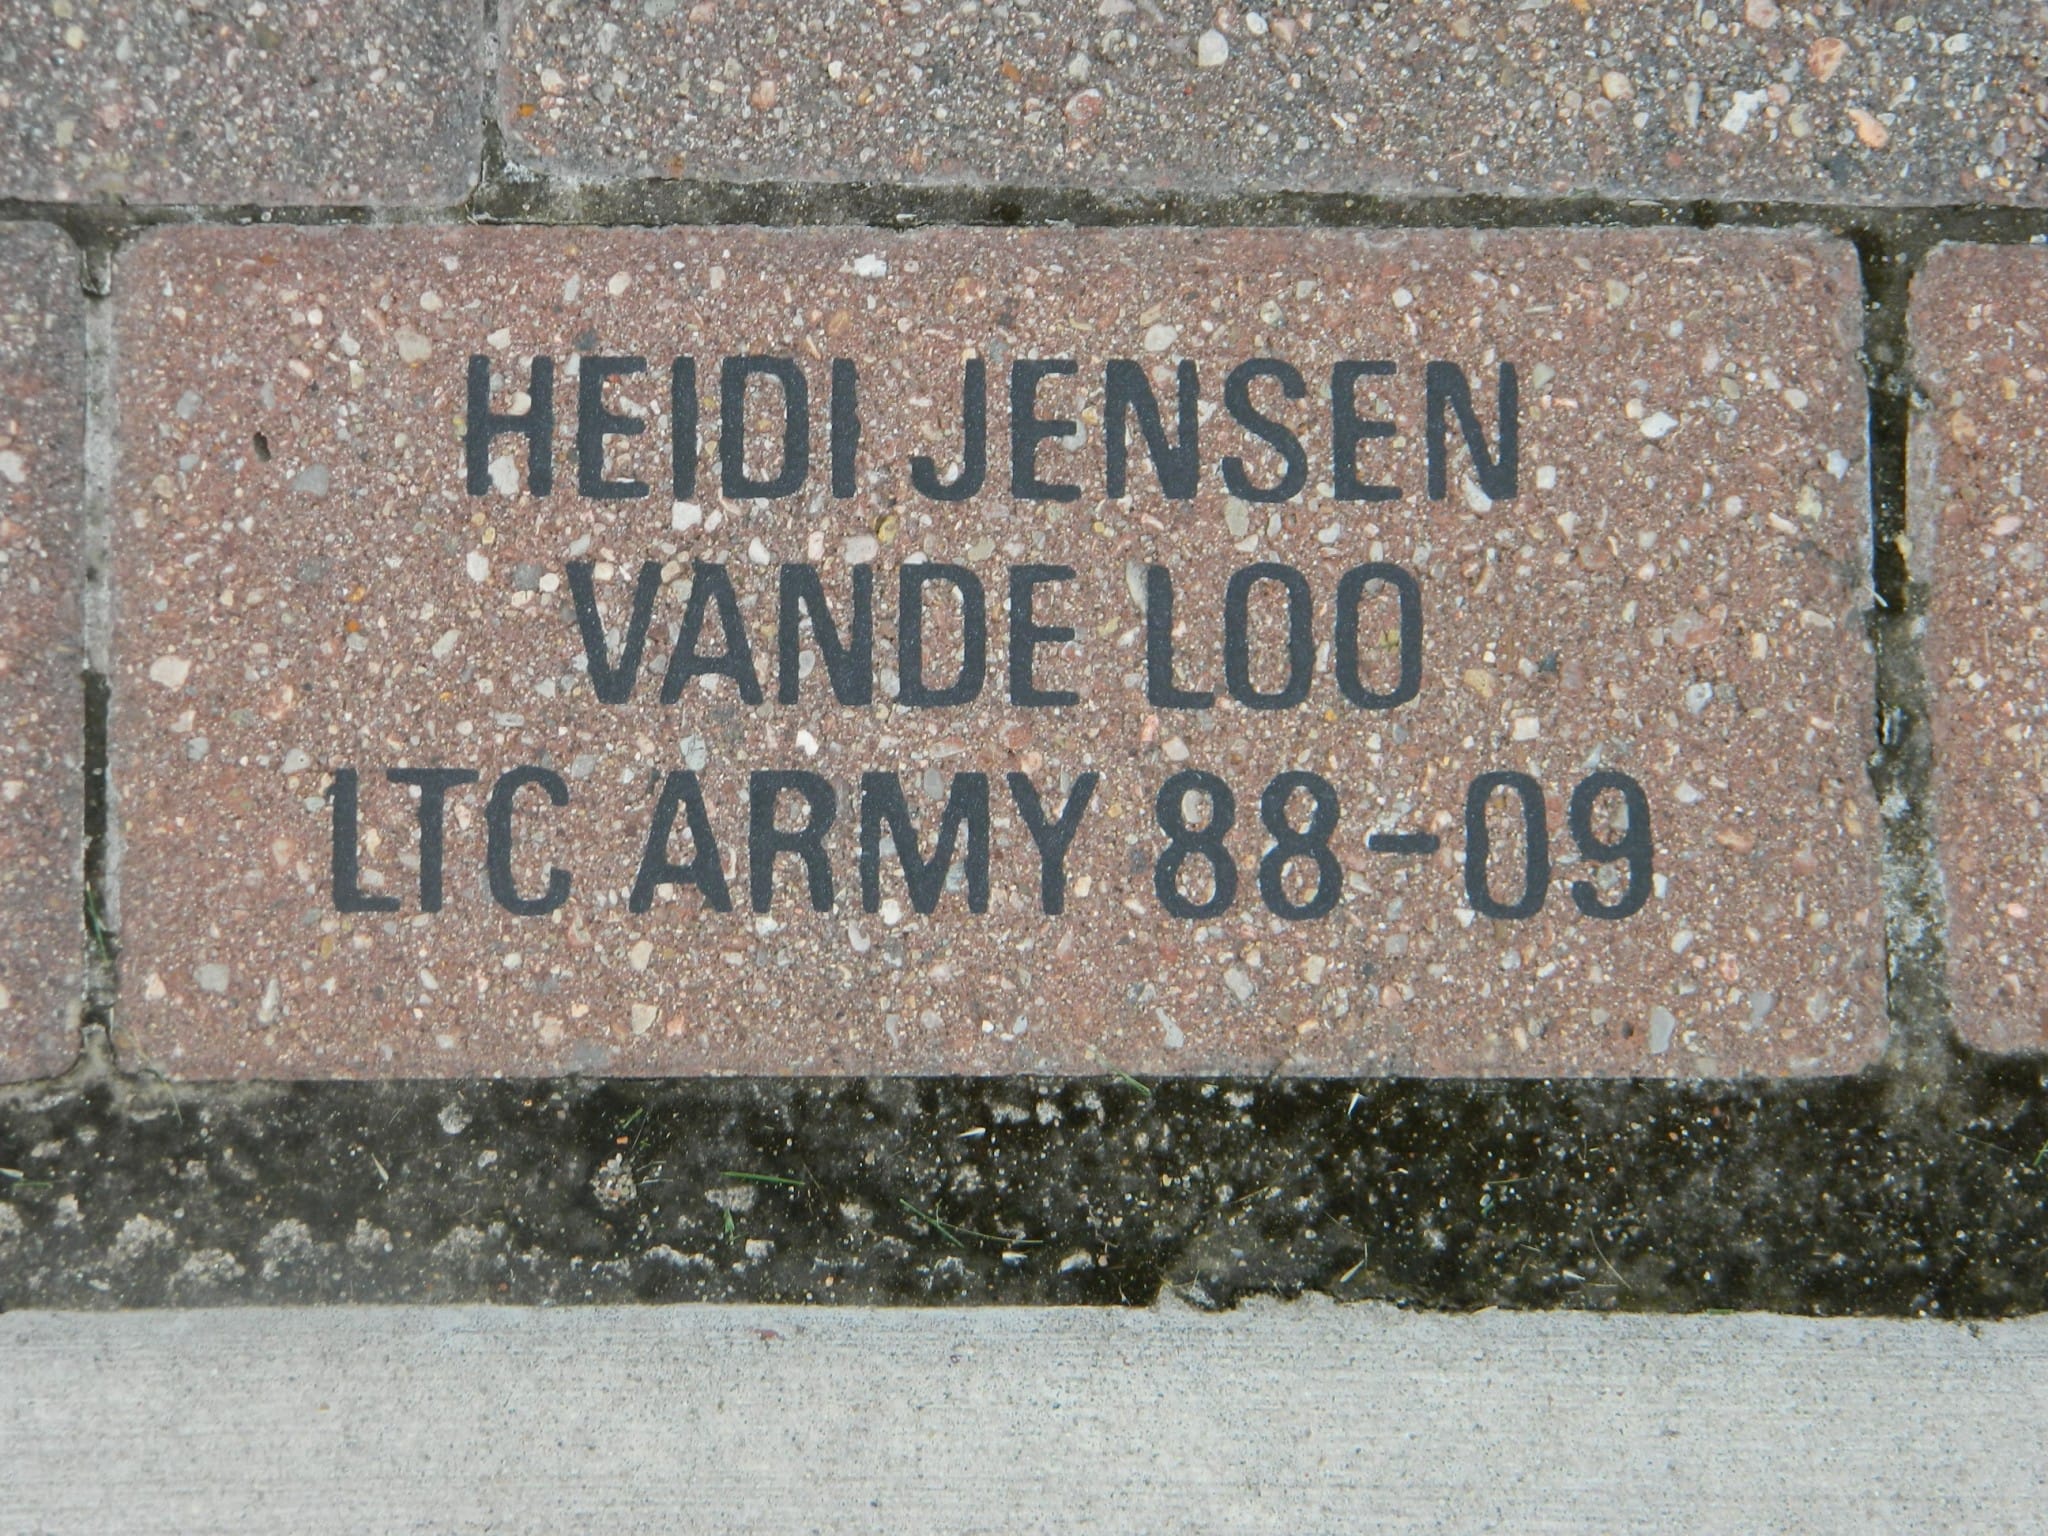 HEIDI JENSEN
VANDE LOO
LTC ARMY 88-09